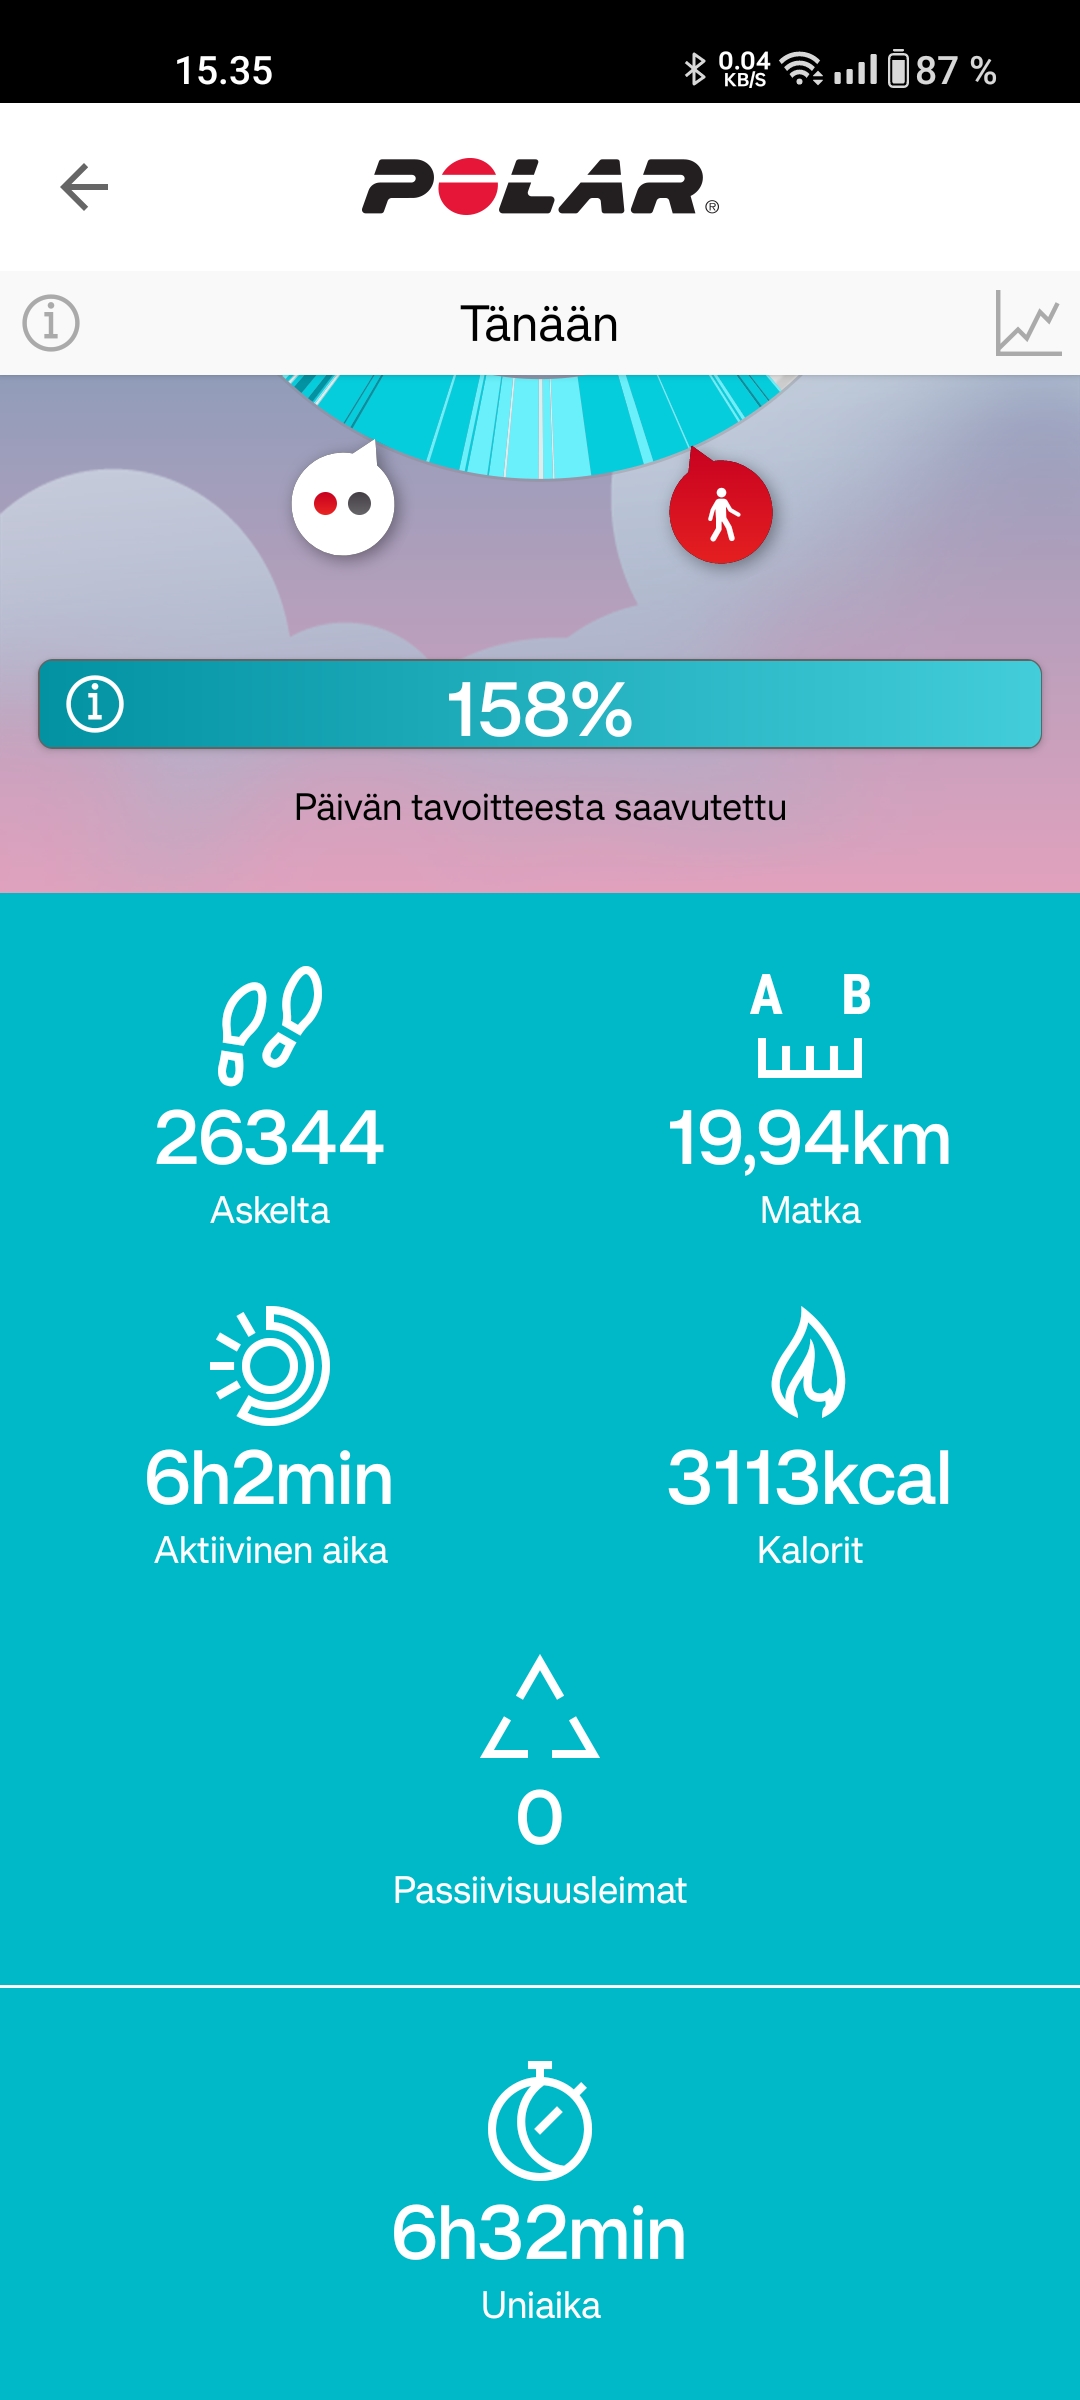 15.35
0.04
KB/S
87 %
POLAR®
Tänään
158%
Päivän tavoitteesta saavutettu
A B
26344
Askelta
19,94km
Matka
6h2min
Aktiivinen aika
3113kcal
Kalorit
0
Passiivisuusleimat
6h32min
Uniaika